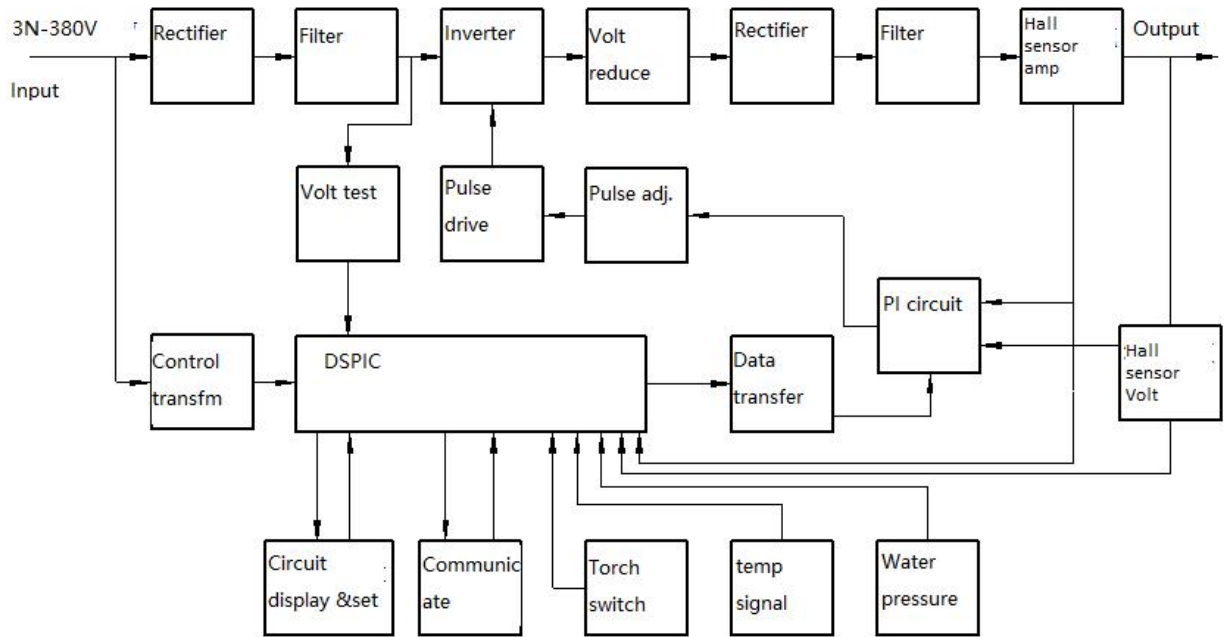 3N-380V
Input
Rectifier
Filter
Inverter
Volt
reduce
Rectifier
Filter
Hall
sensor
amp
Output
Volt test
Pulse
drive
Pulse adj.
PI circuit
Control
transfm
DSPIC
Data
transfer
Hall
sensor
Volt
Circuit
display &set
Communic
ate
Torch
switch
temp
signal
Water
pressure